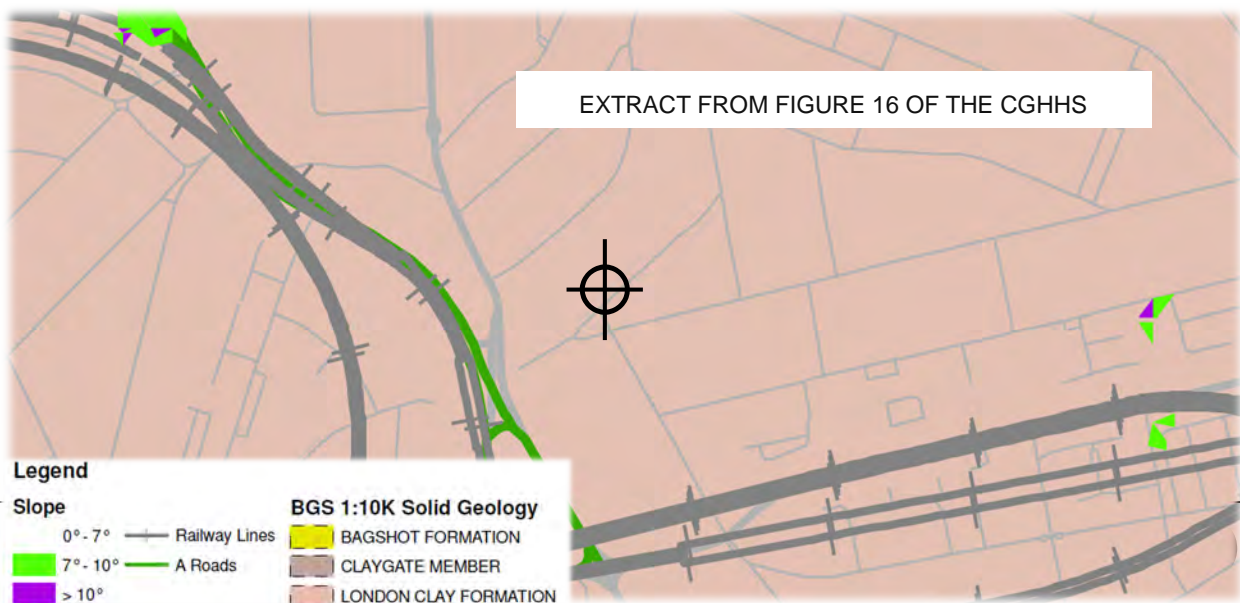 EXTRACT FROM FIGURE 16 OF THE CGHHS
Legend
Slope
0° - 7°
7° - 10°
> 10°
Railway Lines
A Roads
BGS 1:10K Solid Geology
BAGSHOT FORMATION
CLAYGATE MEMBER
LONDON CLAY FORMATION